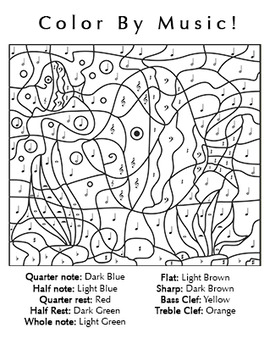 Color By Music!
Quarter note: Dark Blue
Half note: Light Blue
Quarter rest: Red
Half Rest: Dark Green
Whole note: Light Green
Flat: Light Brown
Sharp: Dark Brown
Bass Clef: Yellow
Treble Clef: Orange